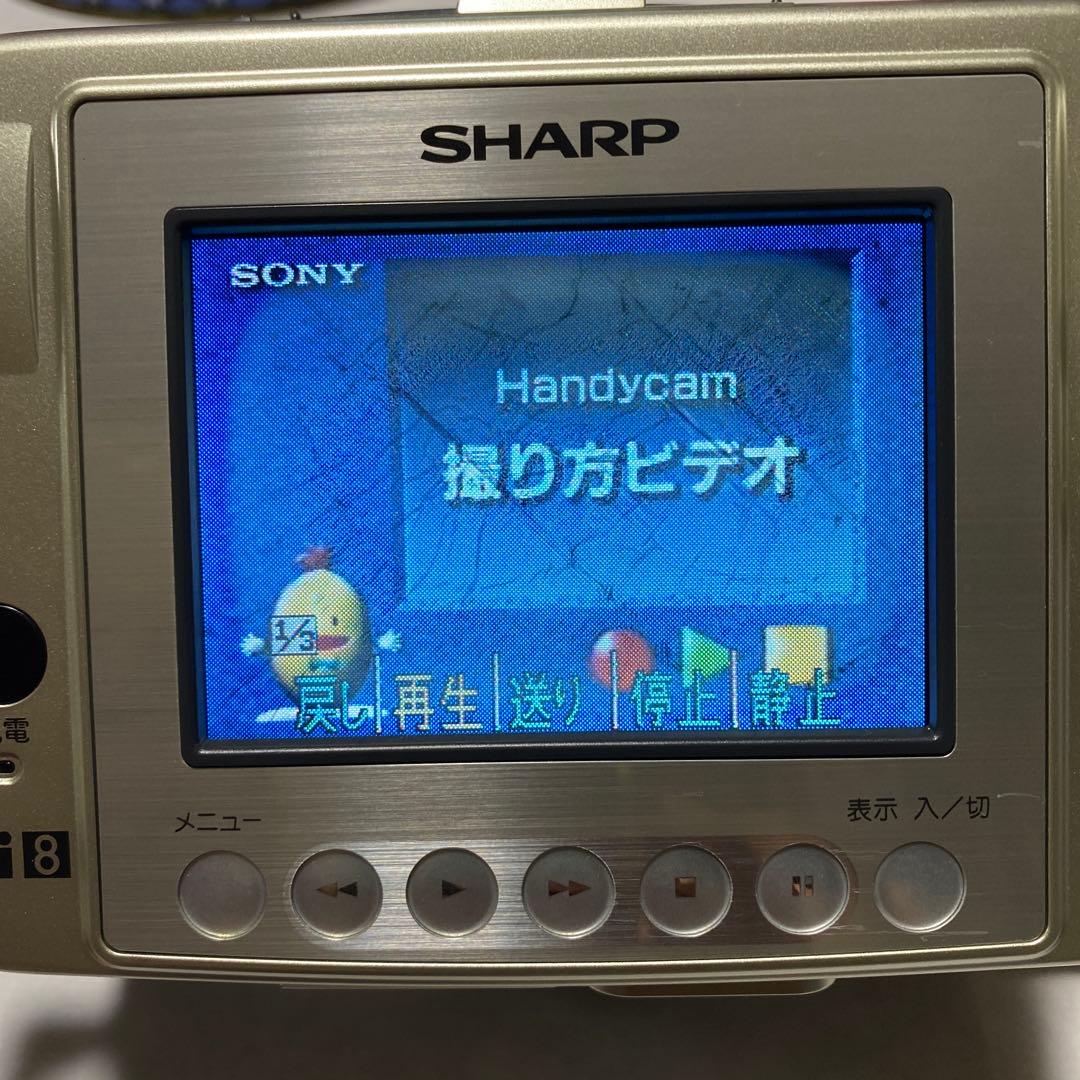 SHARP
SONY
Handycam
撮り方ビデオ
1/3
戻し 再生 送り 停止 静止
電
メニュー
表示 入／切
i8